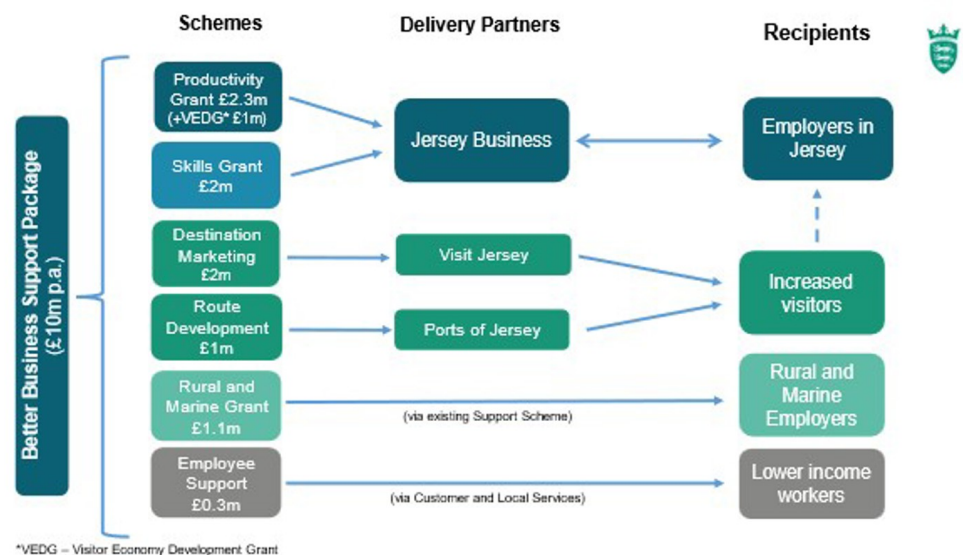 Schemes
Delivery Partners
Recipients
Better Business Support Package
(£10m p.a.)
Productivity
Grant £2.3m
(+VEDG* £1m)
Skills Grant
£2m
Destination
Marketing
£2m
Route
Development
£1m
Rural and
Marine Grant
£1.1m
Employee
Support
£0.3m
Jersey Business
Visit Jersey
Ports of Jersey
(via existing Support Scheme)
(via Customer and Local Services)
Employers in
Jersey
Increased
visitors
Rural and
Marine
Employers
Lower income
workers
*VEDG – Visitor Economy Development Grant